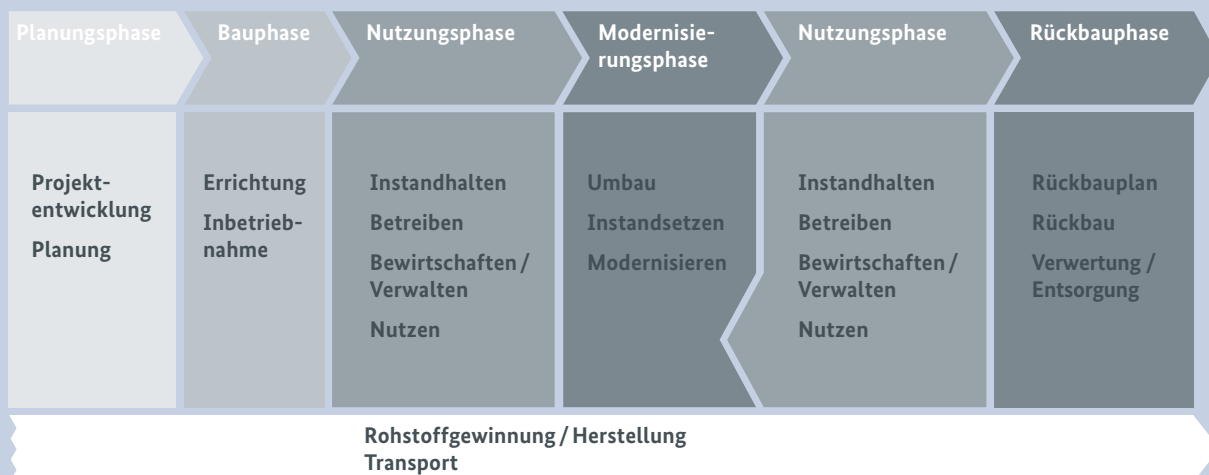 Planungsphase
Bauphase
Nutzungsphase
Modernisie-
rungsphase
Nutzungsphase
Rückbauphase
Projekt-
entwicklung
Planung
Errichtung
Inbetrieb-
nahme
Instandhalten
Betreiben
Bewirtschaften /
Verwalten
Nutzen
Umbau
Instandsetzen
Modernisieren
Instandhalten
Betreiben
Bewirtschaften /
Verwalten
Nutzen
Rückbauplan
Rückbau
Verwertung /
Entsorgung
Rohstoffgewinnung / Herstellung
Transport